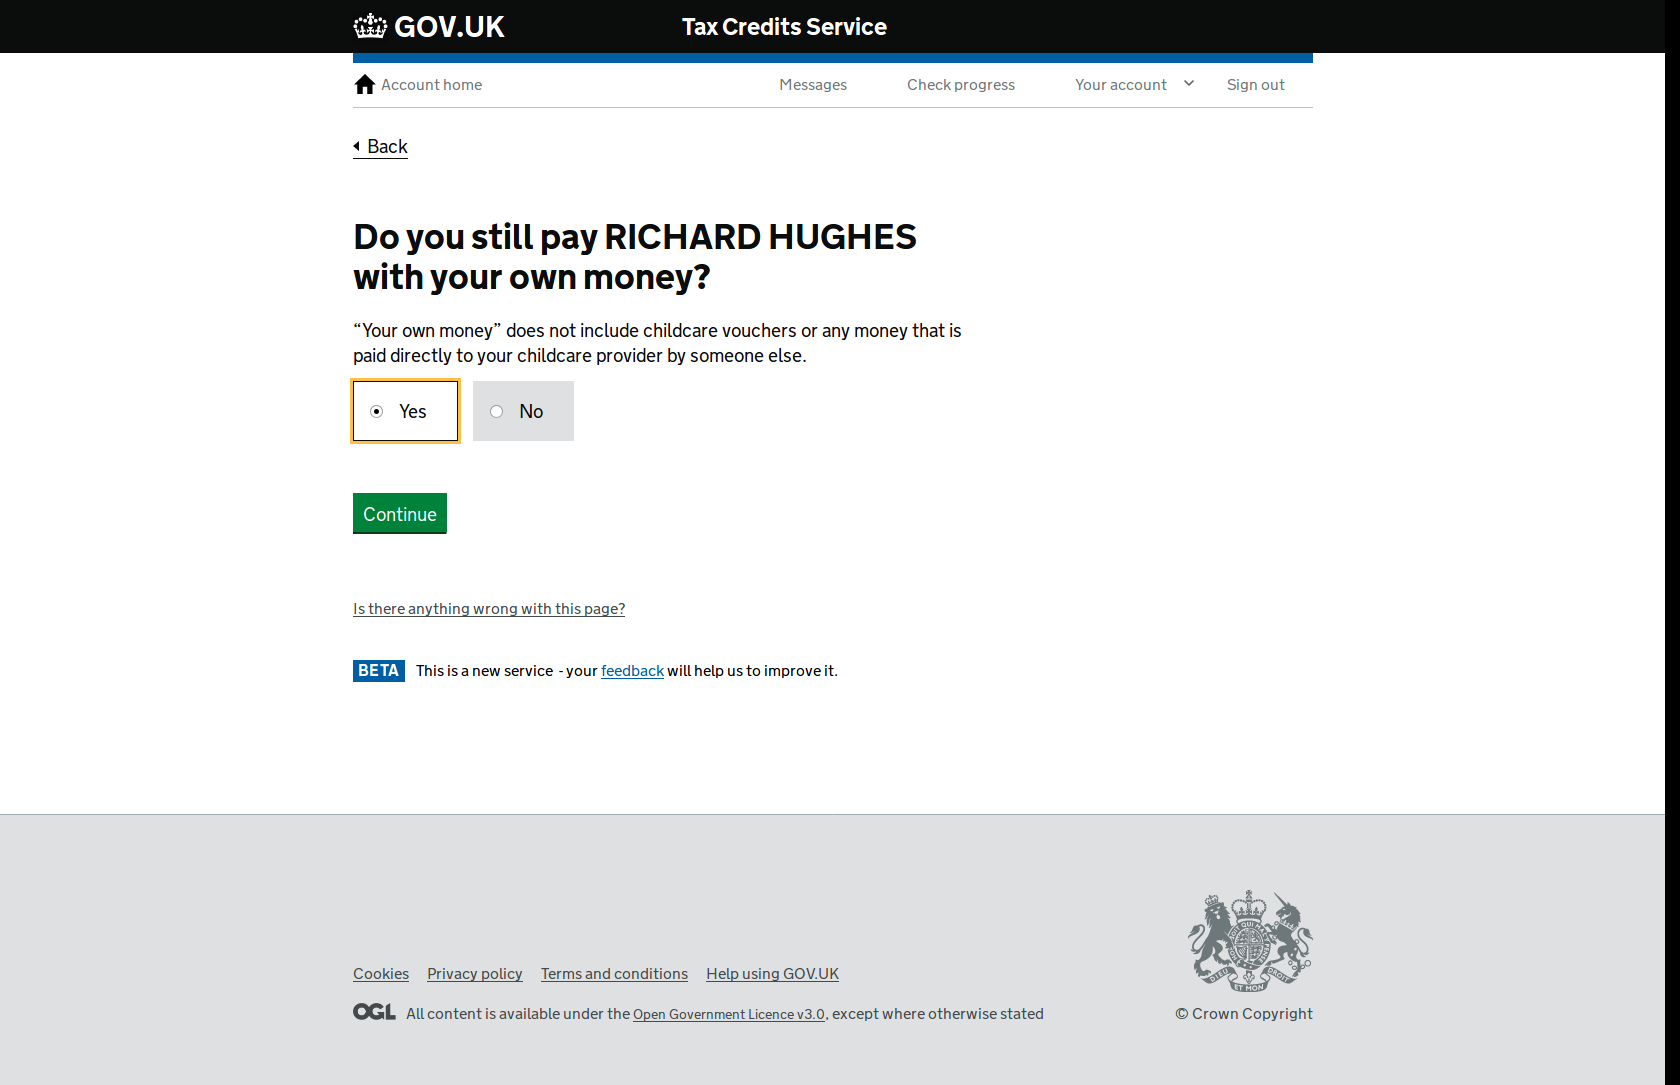 GOV.UK
Tax Credits Service
Account home
Messages
Check progress
Your account
Sign out
Back
Do you still pay RICHARD HUGHES
with your own money?
“Your own money” does not include childcare vouchers or any money that is
paid directly to your childcare provider by someone else.
Yes
No
Continue
Is there anything wrong with this page?
BETA This is a new service - your feedback will help us to improve it.
Cookies
Privacy policy
Terms and conditions
Help using GOV.UK
OGL All content is available under the Open Government Licence v3.0, except where otherwise stated
DIEU
ET MON
DROIT
© Crown Copyright